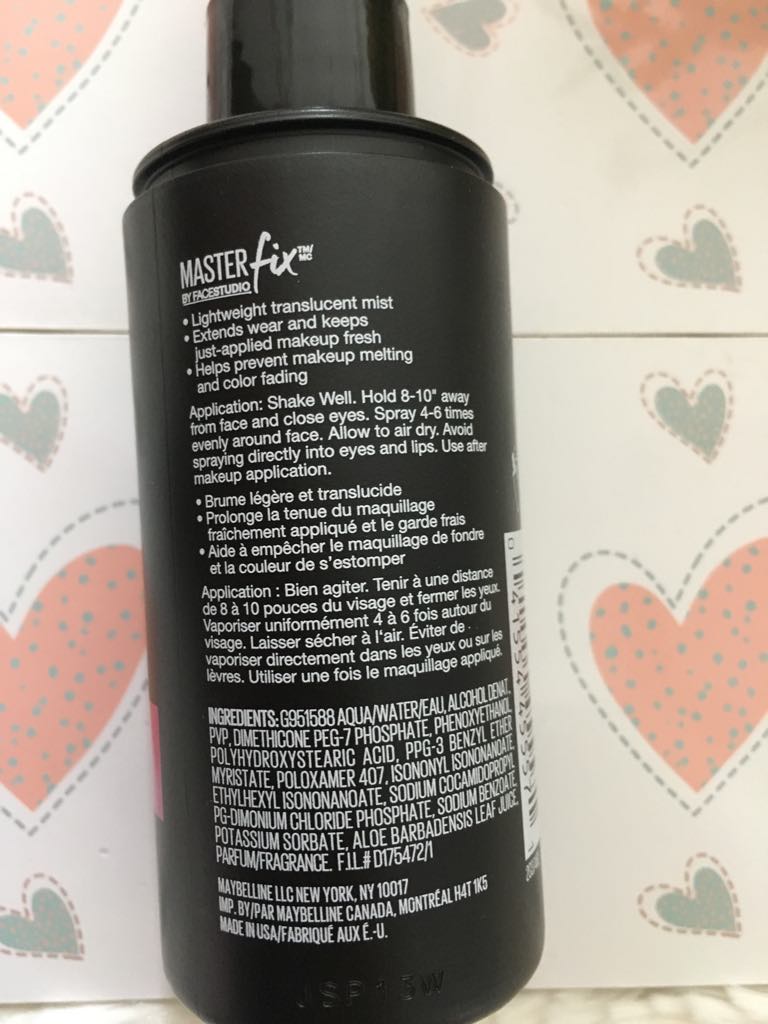 MASTER fix TM/MC
BY FACESTUDIO
• Lightweight translucent mist
• Extends wear and keeps
just-applied makeup fresh
• Helps prevent makeup melting
and color fading
Application: Shake Well. Hold 8-10" away
from face and close eyes. Spray 4-6 times
evenly around face. Allow to air dry. Avoid
spraying directly into eyes and lips. Use after
makeup application.
• Brume légère et translucide
• Prolonge la tenue du maquillage
fraîchement appliqué et le garde frais
• Aide à empêcher le maquillage de fondre
et la couleur de s'estomper
Application : Bien agiter. Tenir à une distance
de 8 à 10 pouces du visage et fermer les yeux.
Vaporiser uniformément 4 à 6 fois autour du
visage. Laisser sécher à l'air. Éviter de
vaporiser directement dans les yeux ou sur les
lèvres. Utiliser une fois le maquillage appliqué.
INGREDIENTS: G951588 AQUA/WATER/EAU, ALCOHOL DENAT.,
PVP, DIMETHICONE PEG-7 PHOSPHATE, PHENOXYETHANOL,
POLYHYDROXYSTEARIC ACID, PPG-3 BENZYL ETHER
MYRISTATE, POLOXAMER 407, ISONONYL ISONONANOATE,
ETHYLHEXYL ISONONANOATE, SODIUM COCAMIDOPROPYL
PG-DIMONIUM CHLORIDE PHOSPHATE, SODIUM BENZOATE,
POTASSIUM SORBATE, ALOE BARBADENSIS LEAF JUICE,
PARFUM/FRAGRANCE. F.I.L.# D175472/1
MAYBELLINE LLC NEW YORK, NY 10017
IMP. BY/PAR MAYBELLINE CANADA, MONTRÉAL H4T 1K5
MADE IN USA/FABRIQUÉ AUX É.-U.
JSP13W